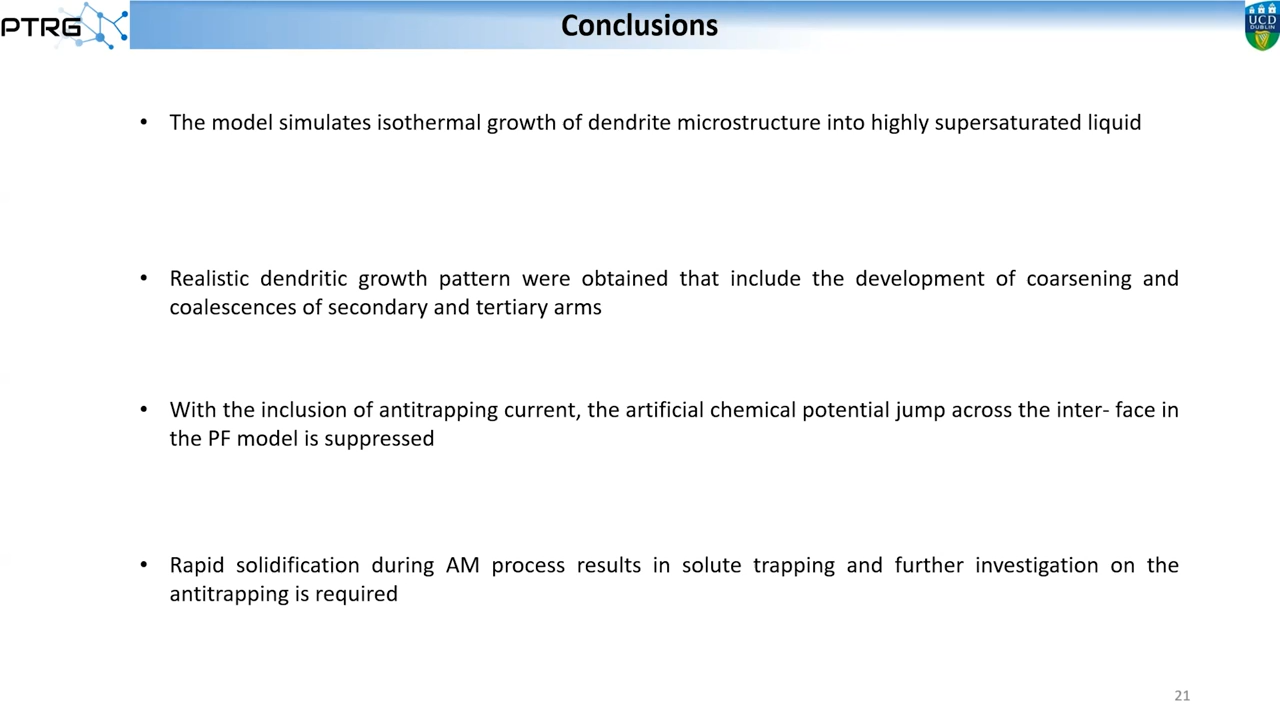 PTRG
Conclusions
UCD
DUBLIN
• The model simulates isothermal growth of dendrite microstructure into highly supersaturated liquid
• Realistic dendritic growth pattern were obtained that include the development of coarsening and
coalescences of secondary and tertiary arms
• With the inclusion of antitrapping current, the artificial chemical potential jump across the inter- face in
the PF model is suppressed
• Rapid solidification during AM process results in solute trapping and further investigation on the
antitrapping is required
21